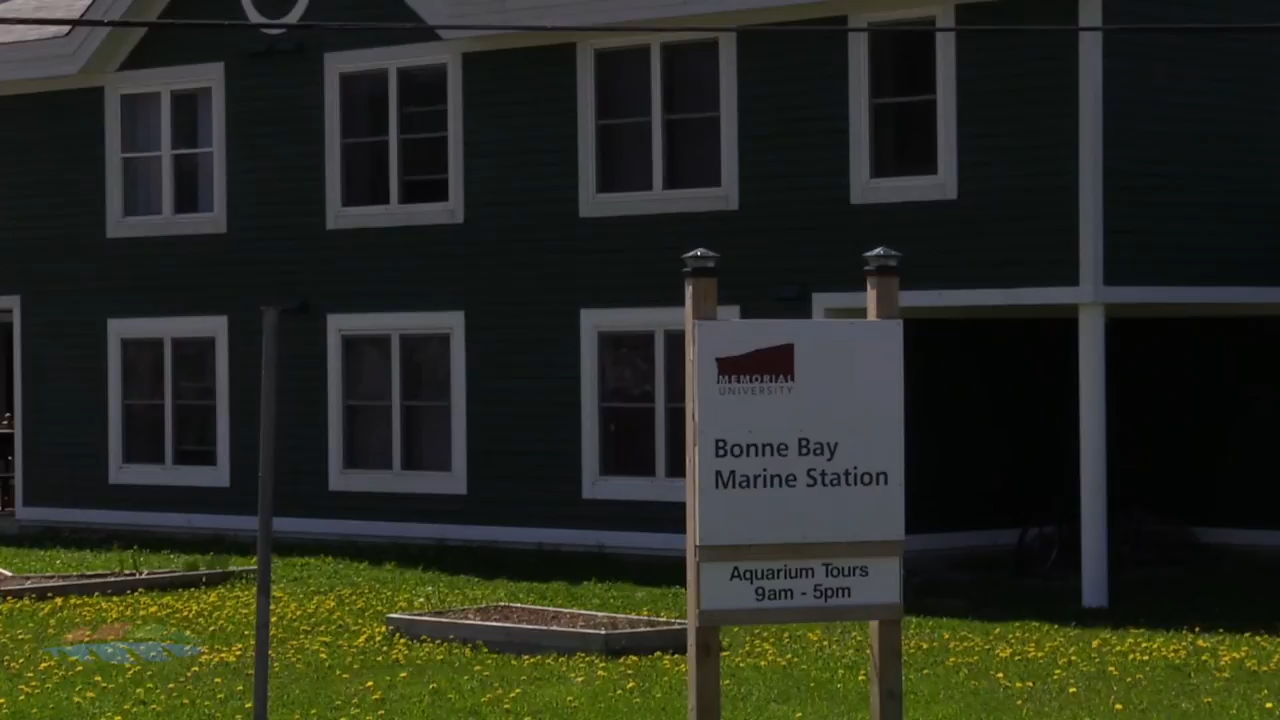 MEMORIAL
UNIVERSITY
Bonne Bay
Marine Station
Aquarium Tours
9am - 5pm